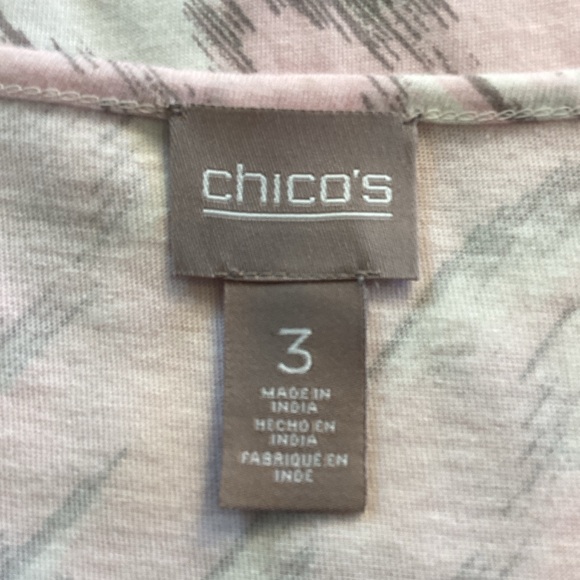 chico's
3
MADE IN
INDIA
HECHO EN
INDIA
FABRIQUÉ EN
INDE